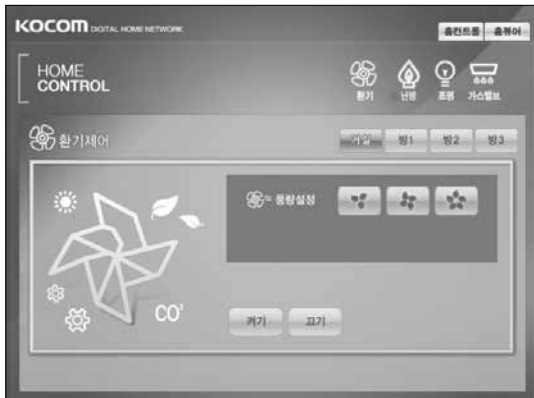 KOCOM DIGITAL HOME NETWORK
홈컨트롤 홈뷰어
HOME
CONTROL
환기 난방 조명 가스밸브
환기제어
거실 방1 방2 방3
풍량설정
CO²
켜기 끄기